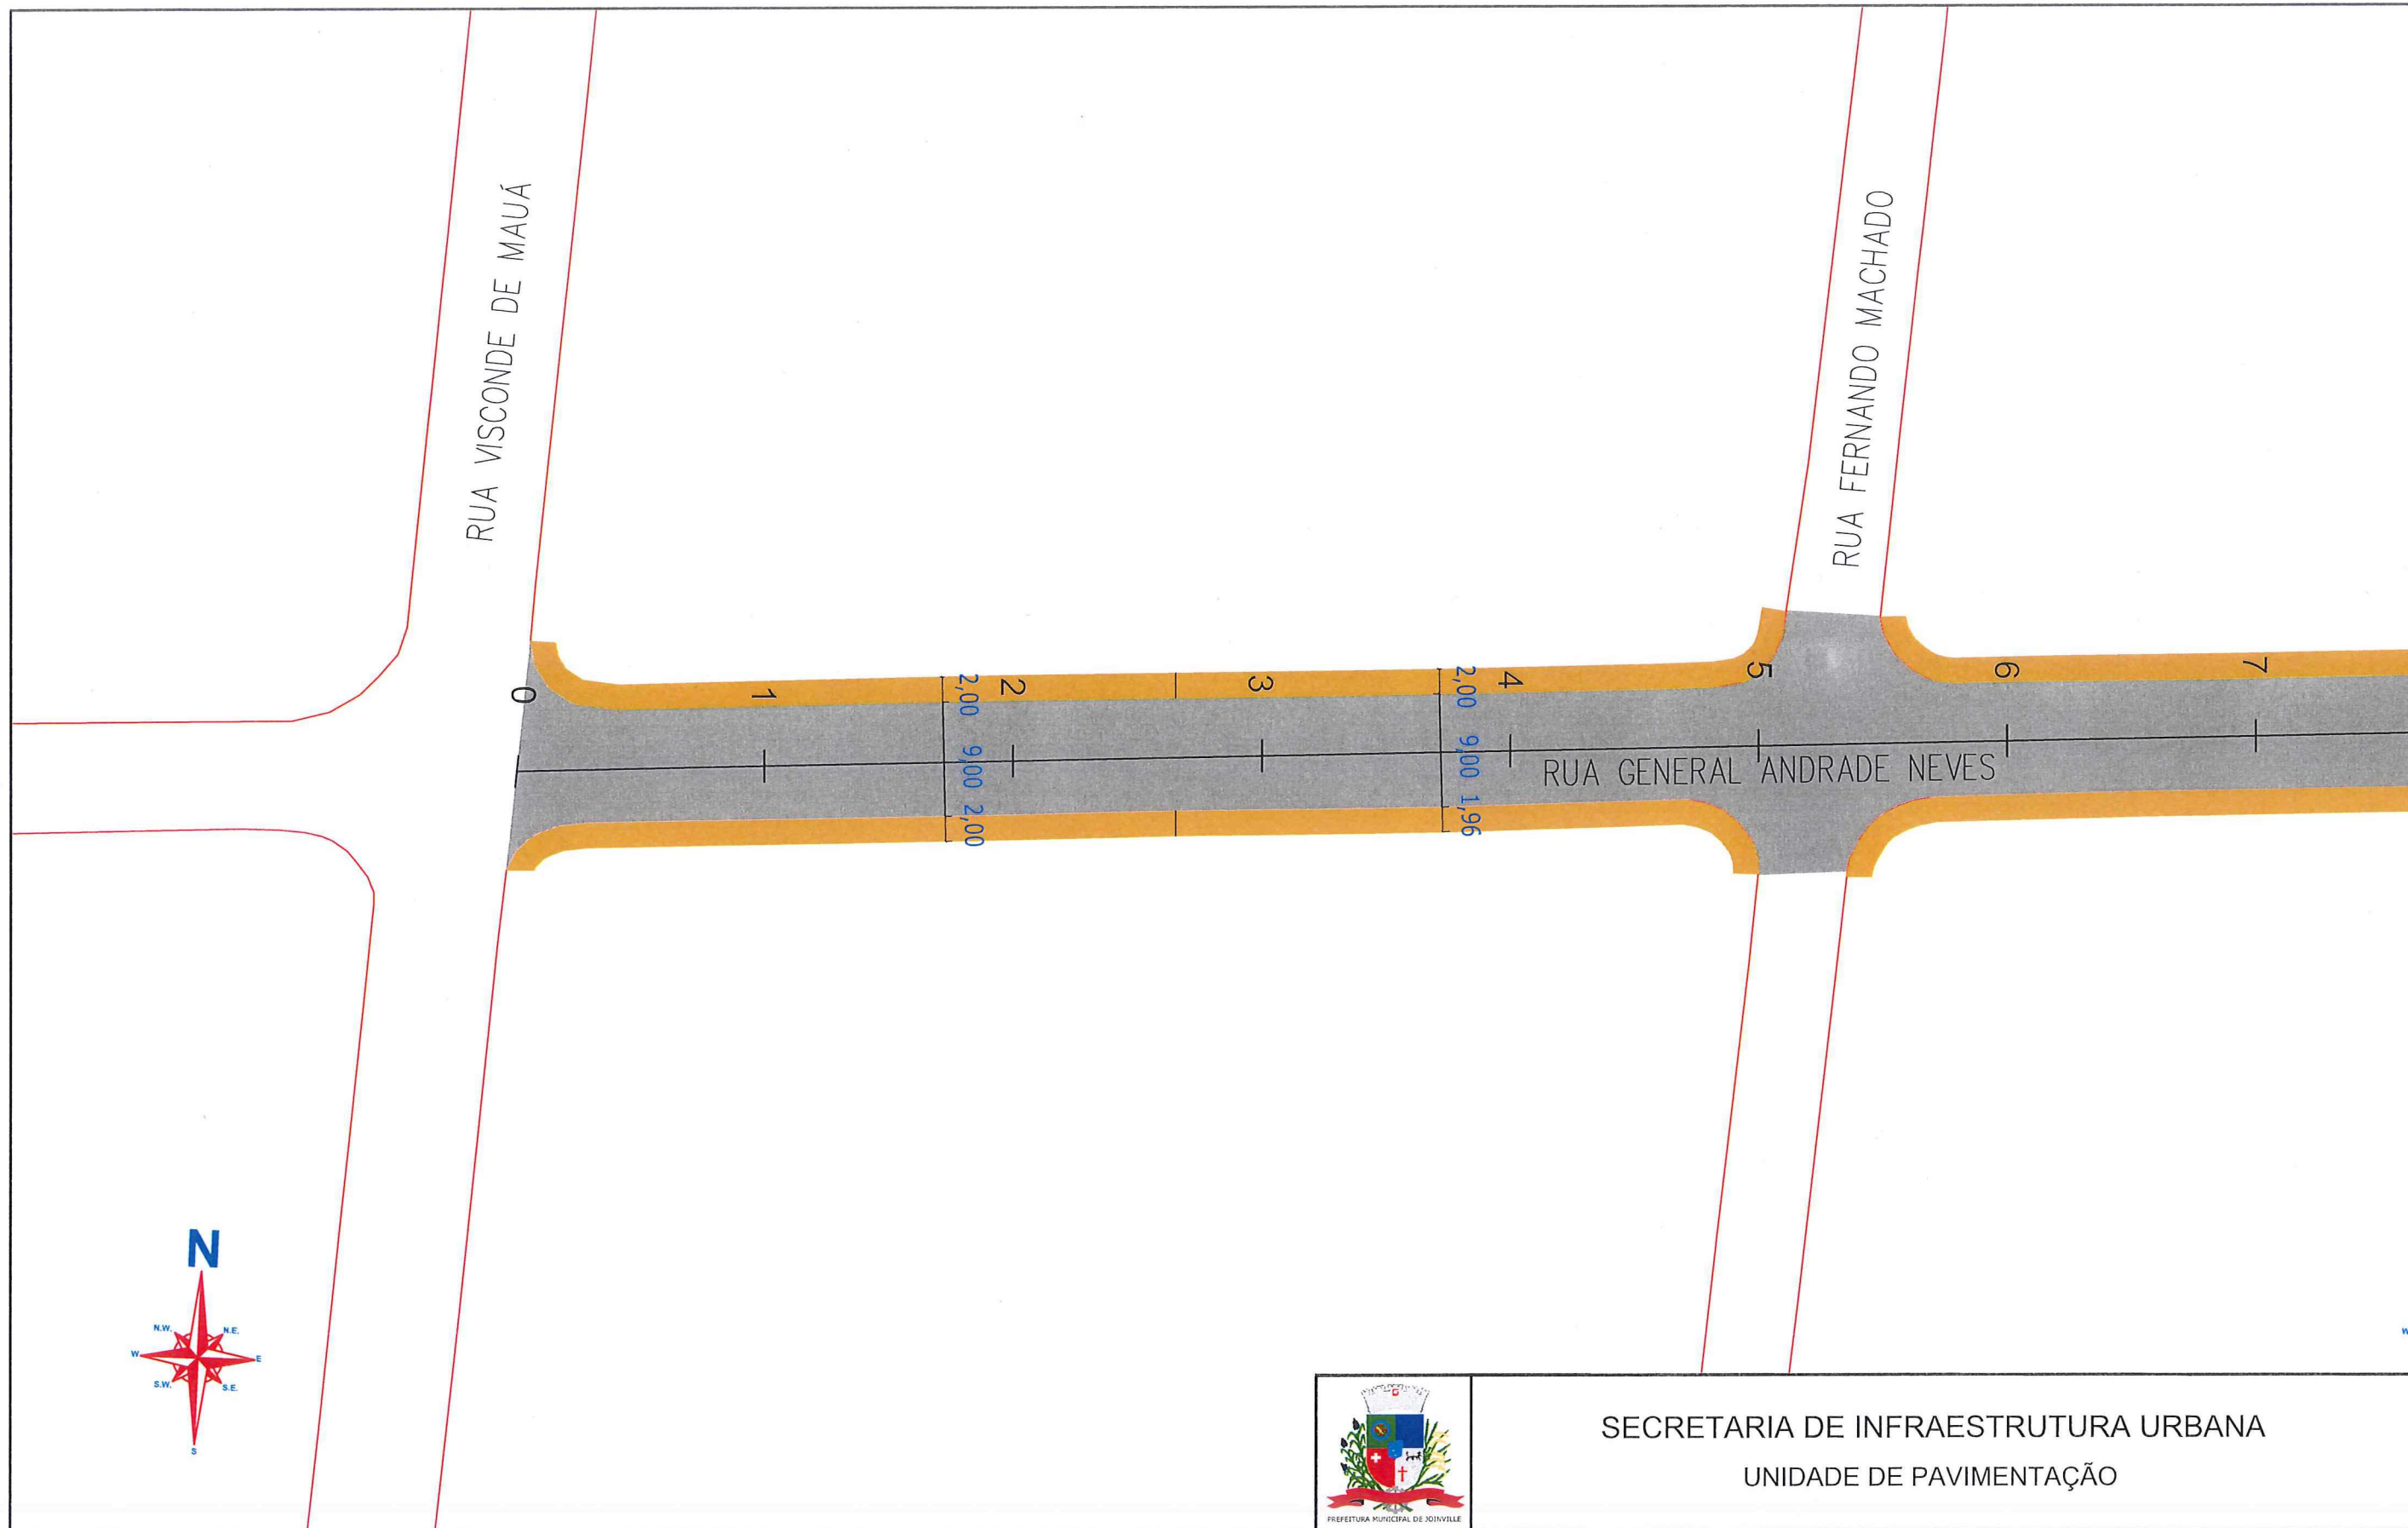 RUA VISCONDE DE MAUÁ
RUA FERNANDO MACHADO
0
1
2,00
2
3
2,00
4
5
6
7
9,00
9,00
RUA GENERAL ANDRADE NEVES
2,00
1,96
N
N.W.
N.E.
W
E
S.W.
S.E.
S
W
SECRETARIA DE INFRAESTRUTURA URBANA
UNIDADE DE PAVIMENTAÇÃO
PREFEITURA MUNICIPAL DE JOINVILLE